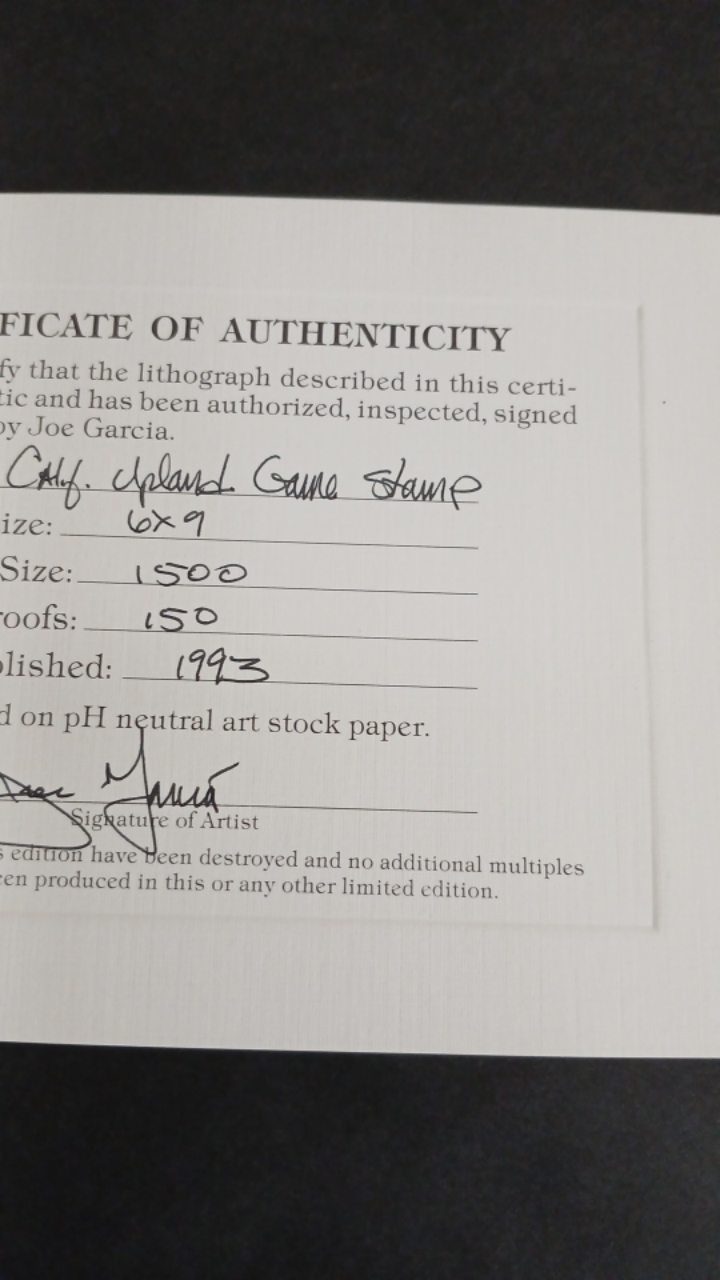 FICATE OF AUTHENTICITY
fy that the lithograph described in this certi-
tic and has been authorized, inspected, signed
by Joe Garcia.
Calif. Upland Game Stamp
ize: 6x9
Size: 1500
roofs: 150
lished: 1993
d on pH neutral art stock paper.
Joe Garcia
Signature of Artist
s edition have been destroyed and no additional multiples
een produced in this or any other limited edition.